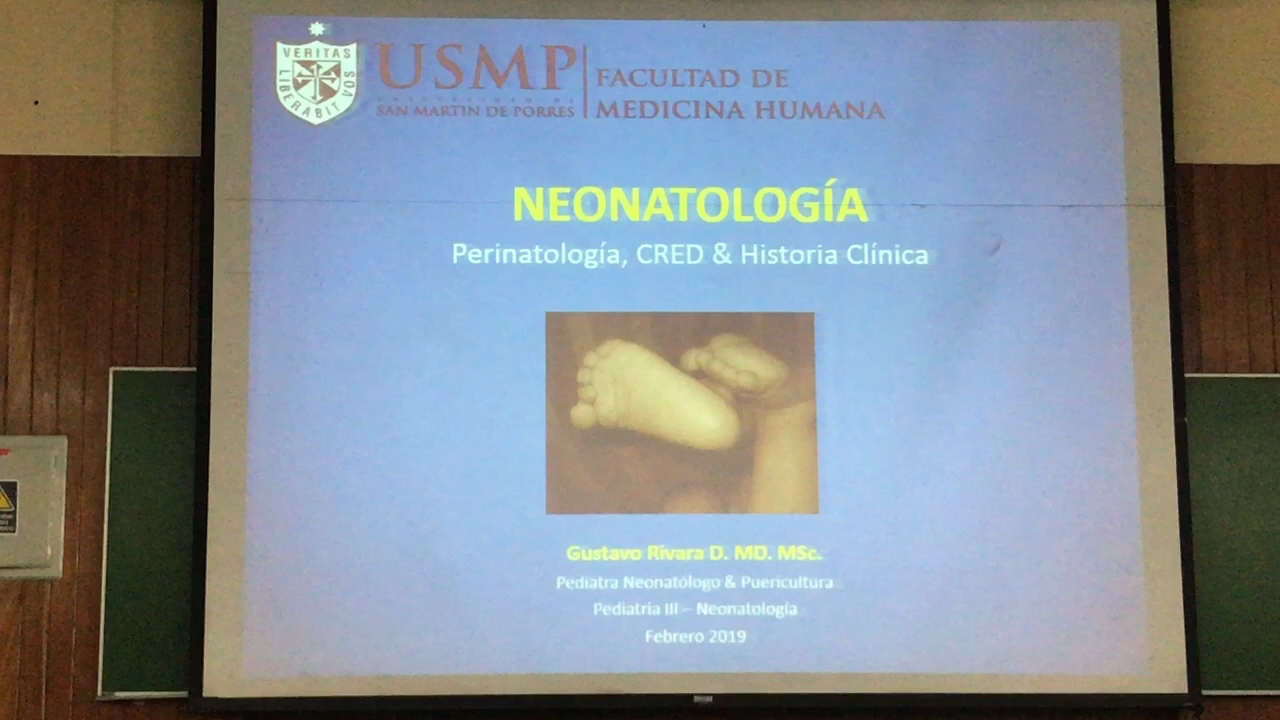 VERITAS
LIBERABIT VOS
USMP
SAN MARTIN DE PORRES
FACULTAD DE
MEDICINA HUMANA
NEONATOLOGÍA
Perinatología, CRED & Historia Clínica
Gustavo Rivara D. MD. MSc.
Pediatra Neonatólogo & Puericultura
Pediatria III – Neonatología
Febrero 2019